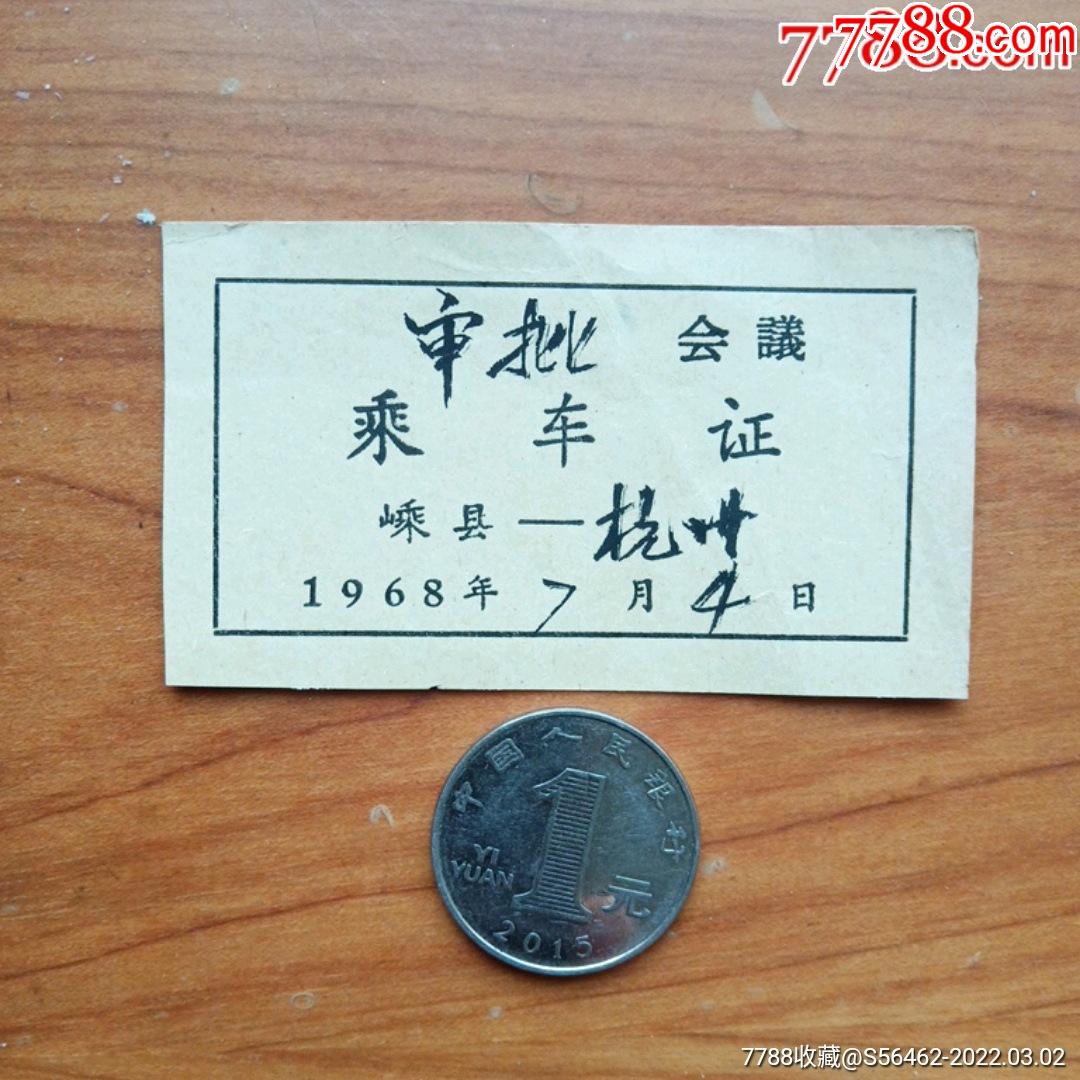 7788.com
7788.com
审批 会議
乘车证
嵊县—杭州
1968年7月4日
中国人民银行
1
YI YUAN
元
2015
7788收藏@S56462-2022.03.02